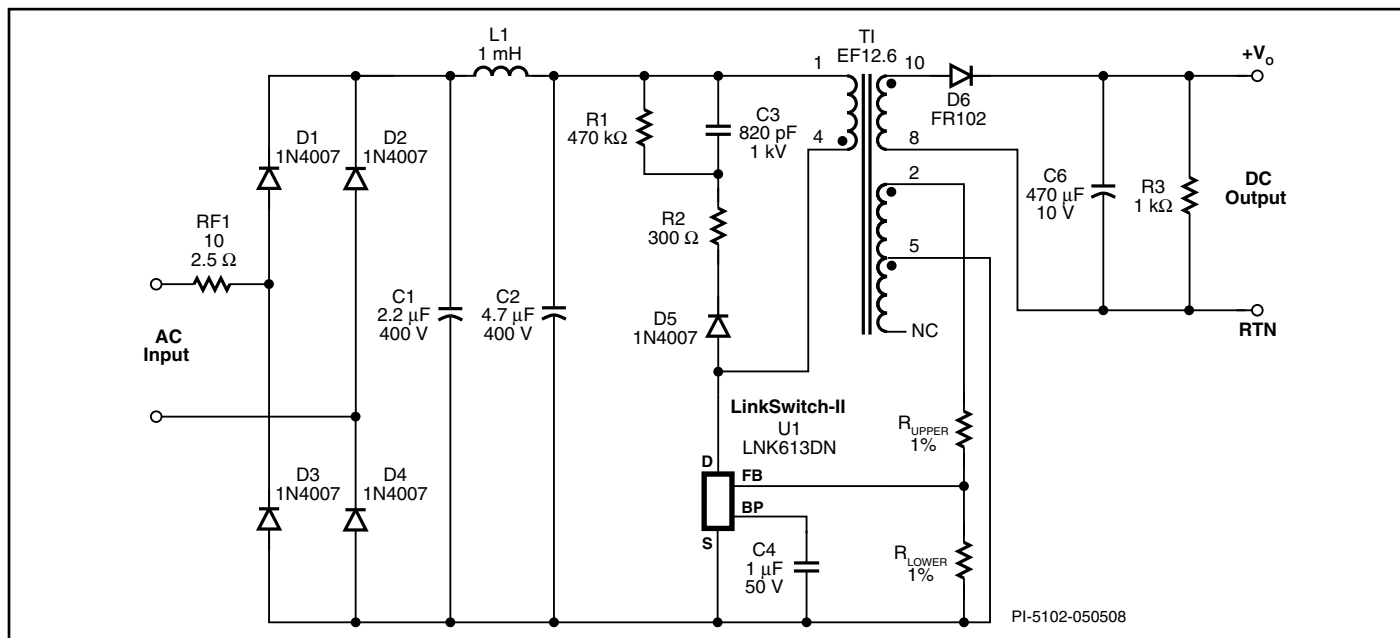 L1
1 mH
TI
EF12.6
1
10
+Vo
D6
FR102
R1
470 kΩ
C3
820 pF
1 kV
4
8
D1
1N4007
D2
1N4007
2
C6
470 µF
10 V
R3
1 kΩ
DC
Output
R2
300 Ω
RF1
10
2.5 Ω
5
C1
2.2 µF
400 V
C2
4.7 µF
400 V
D5
1N4007
NC
RTN
AC
Input
LinkSwitch-II
U1
LNK613DN
RUPPER
1%
D
FB
BP
S
D3
1N4007
D4
1N4007
C4
1 µF
50 V
RLOWER
1%
PI-5102-050508